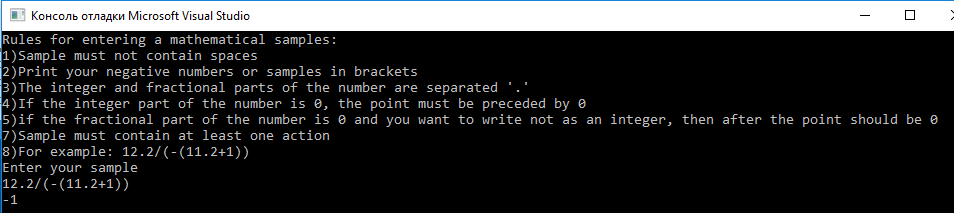 Консоль отладки Microsoft Visual Studio
Rules for entering a mathematical samples:
1)Sample must not contain spaces
2)Print your negative numbers or samples in brackets
3)The integer and fractional parts of the number are separated '.'
4)If the integer part of the number is 0, the point must be preceded by 0
5)if the fractional part of the number is 0 and you want to write not as an integer, then after the point should be 0
7)Sample must contain at least one action
8)For example: 12.2/(-(11.2+1))
Enter your sample
12.2/(-(11.2+1))
-1